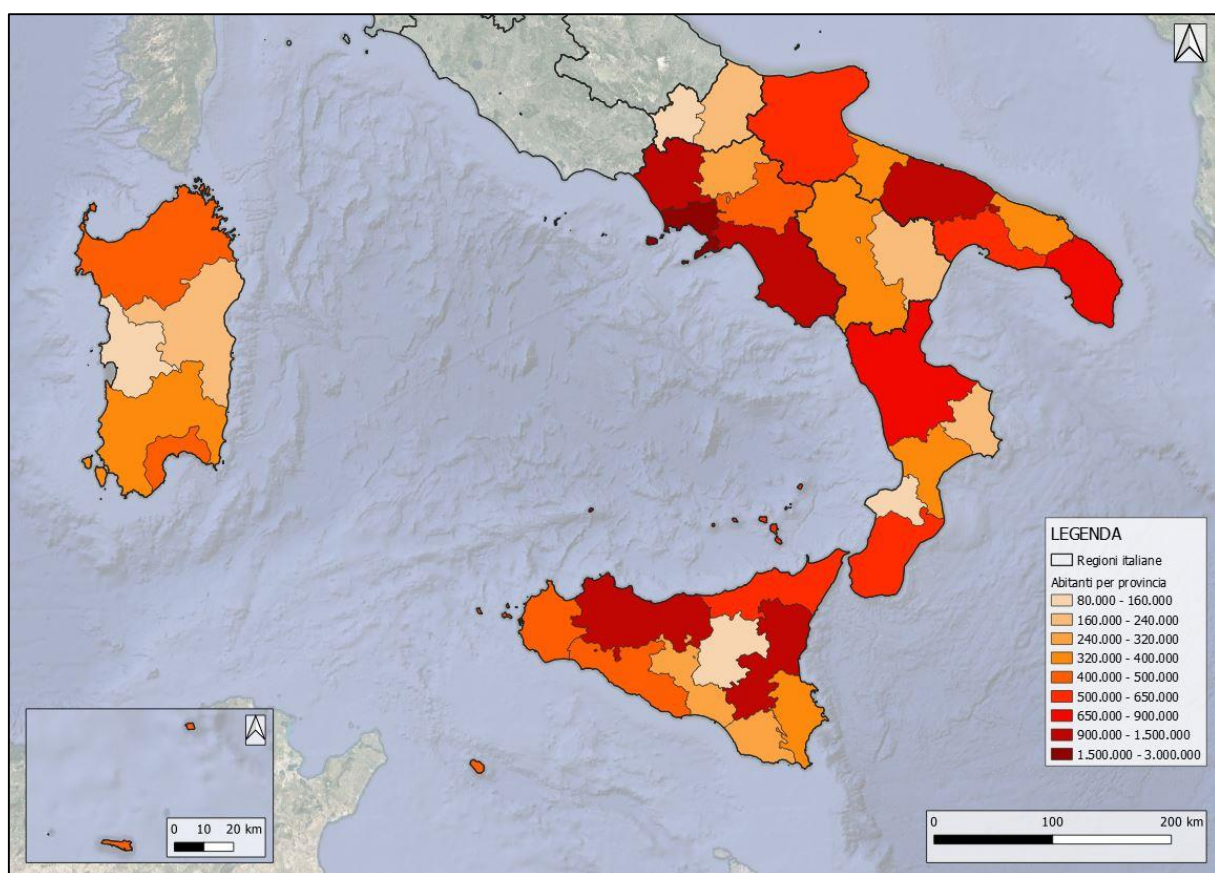 LEGENDA
Regioni italiane
Abitanti per provincia
80.000 - 160.000
160.000 - 240.000
240.000 - 320.000
320.000 - 400.000
400.000 - 500.000
500.000 - 650.000
650.000 - 900.000
900.000 - 1.500.000
1.500.000 - 3.000.000
0 10 20 km
0 100 200 km